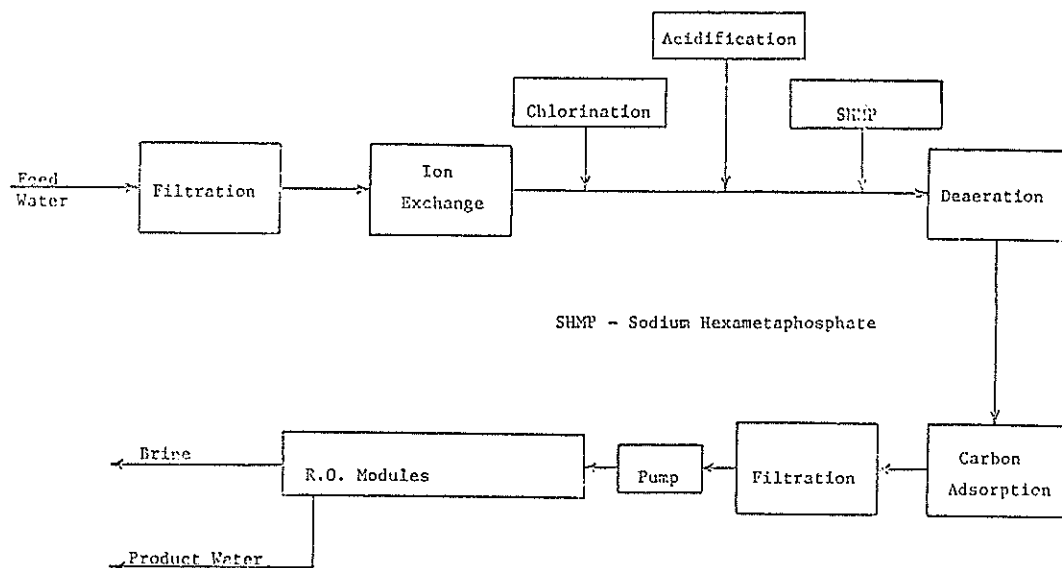 Acidification
Chlorination
SHMP
Feed
Water
Filtration
Ion
Exchange
Deaeration
SHMP - Sodium Hexametaphosphate
Brine
R.O. Modules
Pump
Filtration
Carbon
Adsorption
Product Water